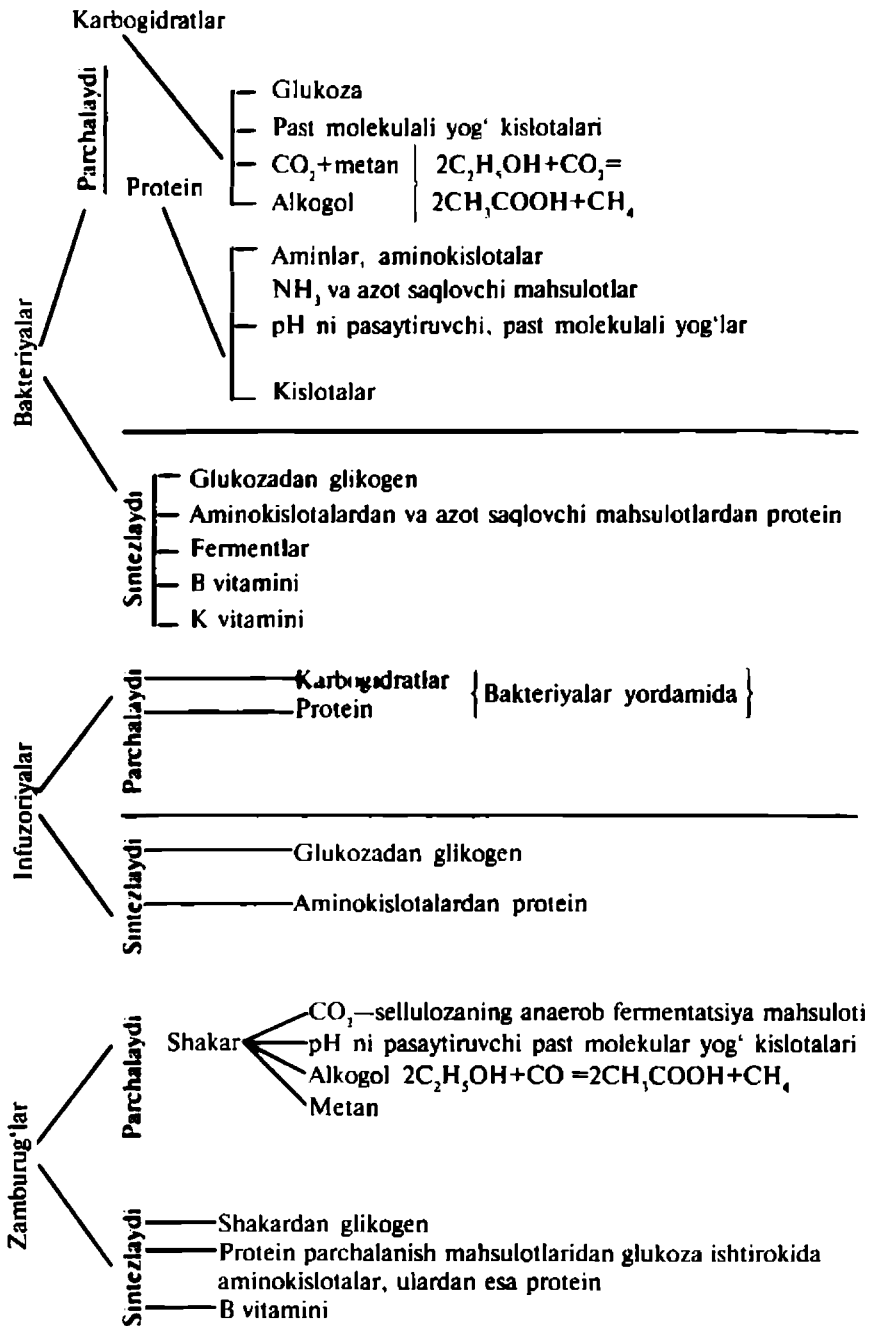 Karbogidratlar
Bakteriyalar
Parchalaydi
Glukoza
Past molekulali yog‘ kislotalari
CO₂+metan } 2C₂H₅OH+CO₂=
Alkogol 2CH₃COOH+CH₄
Protein
Aminlar, aminokislotalar
NH₃ va azot saqlovchi mahsulotlar
pH ni pasaytiruvchi, past molekulali yog‘lar
Kislotalar
Sintezlaydi
Glukozadan glikogen
Aminokislotalardan va azot saqlovchi mahsulotlardan protein
Fermentlar
B vitamini
K vitamini
Infuzoriyalar
Parchalaydi
Karbogidratlar {Bakteriyalar yordamida}
Protein
Sintezlaydi
Glukozadan glikogen
Aminokislotalardan protein
Zamburug‘lar
Parchalaydi
Shakar
CO₂—sellulozaning anaerob fermentatsiya mahsuloti
pH ni pasaytiruvchi past molekular yog‘ kislotalari
Alkogol 2C₂H₅OH+CO =2CH₃COOH+CH₄
Metan
Sintezlaydi
Shakardan glikogen
Protein parchalanish mahsulotlaridan glukoza ishtirokida
aminokislotalar, ulardan esa protein
B vitamini